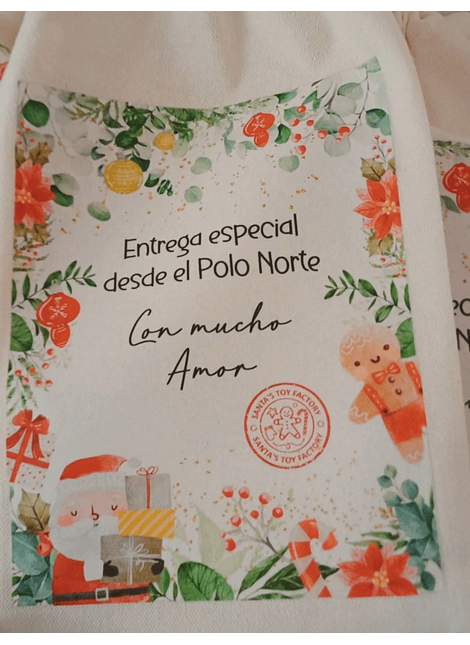 Entrega especial
desde el Polo Norte
Con mucho
Amor
SANTA'S TOY FACTORY
SANTA'S TOY FACTORY